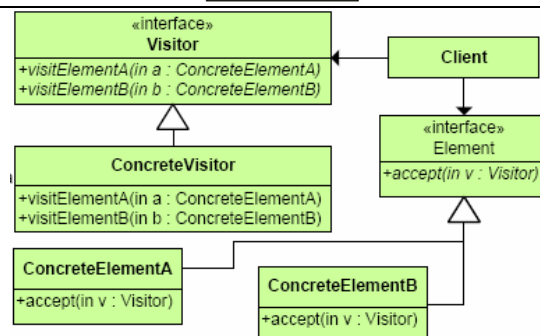 «interface»
Visitor
+visitElementA(in a : ConcreteElementA)
+visitElementB(in b : ConcreteElementB)
Client
«interface»
Element
+accept(in v : Visitor)
ConcreteVisitor
+visitElementA(in a : ConcreteElementA)
+visitElementB(in b : ConcreteElementB)
ConcreteElementA
+accept(in v : Visitor)
ConcreteElementB
+accept(in v : Visitor)